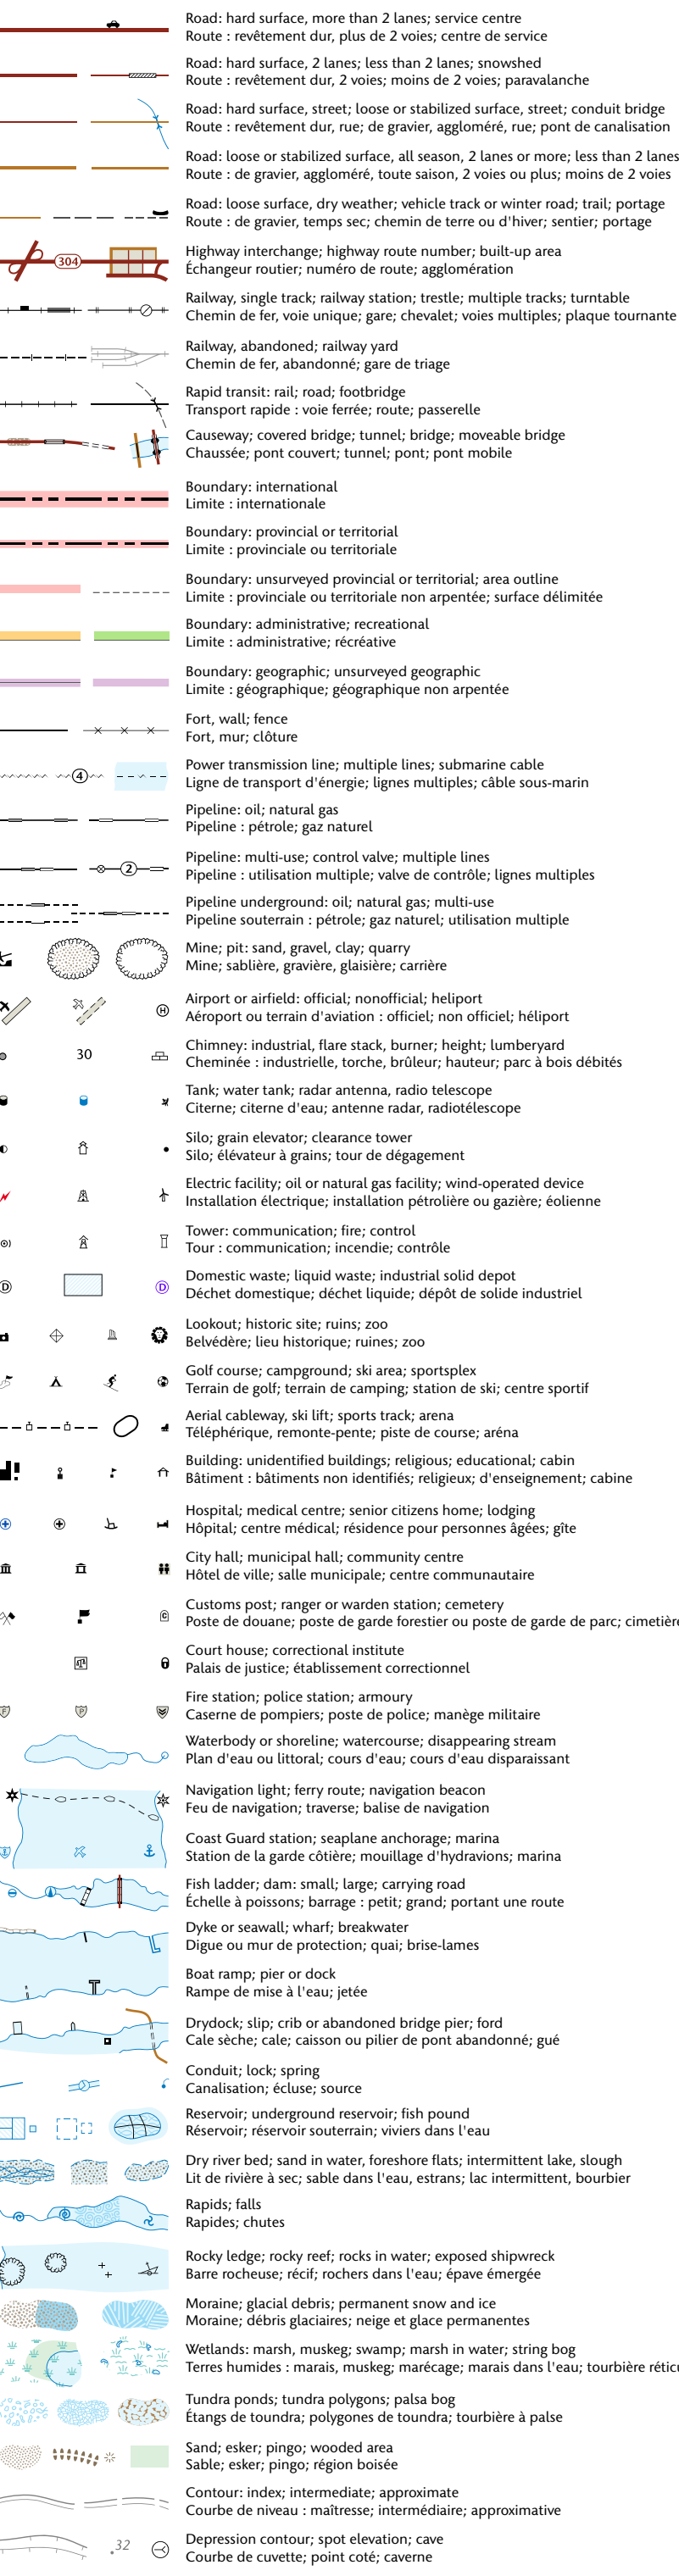 Road: hard surface, more than 2 lanes; service centre
Route : revêtement dur, plus de 2 voies; centre de service
Road: hard surface, 2 lanes; less than 2 lanes; snowshed
Route : revêtement dur, 2 voies; moins de 2 voies; paravalanche
Road: hard surface, street; loose or stabilized surface, street; conduit bridge
Route : revêtement dur, rue; de gravier, aggloméré, rue; pont de canalisation
Road: loose or stabilized surface, all season, 2 lanes or more; less than 2 lanes
Route : de gravier, aggloméré, toute saison, 2 voies ou plus; moins de 2 voies
Road: loose surface, dry weather; vehicle track or winter road; trail; portage
Route : de gravier, temps sec; chemin de terre ou d'hiver; sentier; portage
304
Highway interchange; highway route number; built-up area
Échangeur routier; numéro de route; agglomération
Railway, single track; railway station; trestle; multiple tracks; turntable
Chemin de fer, voie unique; gare; chevalet; voies multiples; plaque tournante
Railway, abandoned; railway yard
Chemin de fer, abandonné; gare de triage
Rapid transit: rail; road; footbridge
Transport rapide : voie ferrée; route; passerelle
Causeway; covered bridge; tunnel; bridge; moveable bridge
Chaussée; pont couvert; tunnel; pont; pont mobile
Boundary: international
Limite : internationale
Boundary: provincial or territorial
Limite : provinciale ou territoriale
Boundary: unsurveyed provincial or territorial; area outline
Limite : provinciale ou territoriale non arpentée; surface délimitée
Boundary: administrative; recreational
Limite : administrative; récréative
Boundary: geographic; unsurveyed geographic
Limite : géographique; géographique non arpentée
Fort, wall; fence
Fort, mur; clôture
4
Power transmission line; multiple lines; submarine cable
Ligne de transport d'énergie; lignes multiples; câble sous-marin
Pipeline: oil; natural gas
Pipeline : pétrole; gaz naturel
2
Pipeline: multi-use; control valve; multiple lines
Pipeline : utilisation multiple; valve de contrôle; lignes multiples
Pipeline underground: oil; natural gas; multi-use
Pipeline souterrain : pétrole; gaz naturel; utilisation multiple
Mine; pit: sand, gravel, clay; quarry
Mine; sablière, gravière, glaisière; carrière
H
Airport or airfield: official; nonofficial; heliport
Aéroport ou terrain d'aviation : officiel; non officiel; héliport
30
Chimney: industrial, flare stack, burner; height; lumberyard
Cheminée : industrielle, torche, brûleur; hauteur; parc à bois débités
Tank; water tank; radar antenna, radio telescope
Citerne; citerne d'eau; antenne radar, radiotélescope
Silo; grain elevator; clearance tower
Silo; élévateur à grains; tour de dégagement
Electric facility; oil or natural gas facility; wind-operated device
Installation électrique; installation pétrolière ou gazière; éolienne
Tower: communication; fire; control
Tour : communication; incendie; contrôle
D D
Domestic waste; liquid waste; industrial solid depot
Déchet domestique; déchet liquide; dépôt de solide industriel
Lookout; historic site; ruins; zoo
Belvédère; lieu historique; ruines; zoo
Golf course; campground; ski area; sportsplex
Terrain de golf; terrain de camping; station de ski; centre sportif
Aerial cableway, ski lift; sports track; arena
Téléphérique, remonte-pente; piste de course; aréna
Building: unidentified buildings; religious; educational; cabin
Bâtiment : bâtiments non identifiés; religieux; d'enseignement; cabine
Hospital; medical centre; senior citizens home; lodging
Hôpital; centre médical; résidence pour personnes âgées; gîte
City hall; municipal hall; community centre
Hôtel de ville; salle municipale; centre communautaire
C
Customs post; ranger or warden station; cemetery
Poste de douane; poste de garde forestier ou poste de garde de parc; cimetière
Court house; correctional institute
Palais de justice; établissement correctionnel
F P
Fire station; police station; armoury
Caserne de pompiers; poste de police; manège militaire
Waterbody or shoreline; watercourse; disappearing stream
Plan d'eau ou littoral; cours d'eau; cours d'eau disparaissant
Navigation light; ferry route; navigation beacon
Feu de navigation; traverse; balise de navigation
Coast Guard station; seaplane anchorage; marina
Station de la garde côtière; mouillage d'hydravions; marina
Fish ladder; dam: small; large; carrying road
Échelle à poissons; barrage : petit; grand; portant une route
Dyke or seawall; wharf; breakwater
Digue ou mur de protection; quai; brise-lames
Boat ramp; pier or dock
Rampe de mise à l'eau; jetée
Drydock; slip; crib or abandoned bridge pier; ford
Cale sèche; cale; caisson ou pilier de pont abandonné; gué
Conduit; lock; spring
Canalisation; écluse; source
Reservoir; underground reservoir; fish pound
Réservoir; réservoir souterrain; viviers dans l'eau
Dry river bed; sand in water, foreshore flats; intermittent lake, slough
Lit de rivière à sec; sable dans l'eau, estrans; lac intermittent, bourbier
Rapids; falls
Rapides; chutes
Rocky ledge; rocky reef; rocks in water; exposed shipwreck
Barre rocheuse; récif; rochers dans l'eau; épave émergée
Moraine; glacial debris; permanent snow and ice
Moraine; débris glaciaires; neige et glace permanentes
Wetlands: marsh, muskeg; swamp; marsh in water; string bog
Terres humides : marais, muskeg; marécage; marais dans l'eau; tourbière réticu
Tundra ponds; tundra polygons; palsa bog
Étangs de toundra; polygones de toundra; tourbière à palse
Sand; esker; pingo; wooded area
Sable; esker; pingo; région boisée
Contour: index; intermediate; approximate
Courbe de niveau : maîtresse; intermédiaire; approximative
.32
Depression contour; spot elevation; cave
Courbe de cuvette; point coté; caverne